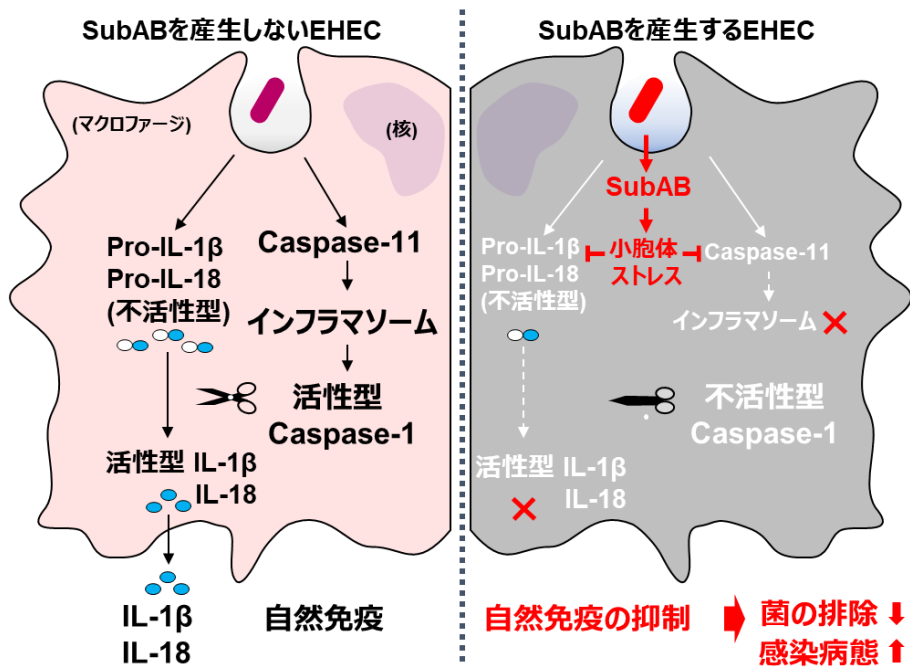 SubABを産生しないEHEC
(マクロファージ)
(核)
Pro-IL-1β
Pro-IL-18
(不活性型)
Caspase-11
インフラマソーム
活性型
Caspase-1
活性型 IL-1β
IL-18
IL-1β
IL-18
自然免疫
SubABを産生するEHEC
SubAB
小胞体
ストレス
Pro-IL-1β
Pro-IL-18
(不活性型)
Caspase-11
インフラマソーム
不活性型
Caspase-1
活性型 IL-1β
IL-18
自然免疫の抑制
菌の排除
感染病態